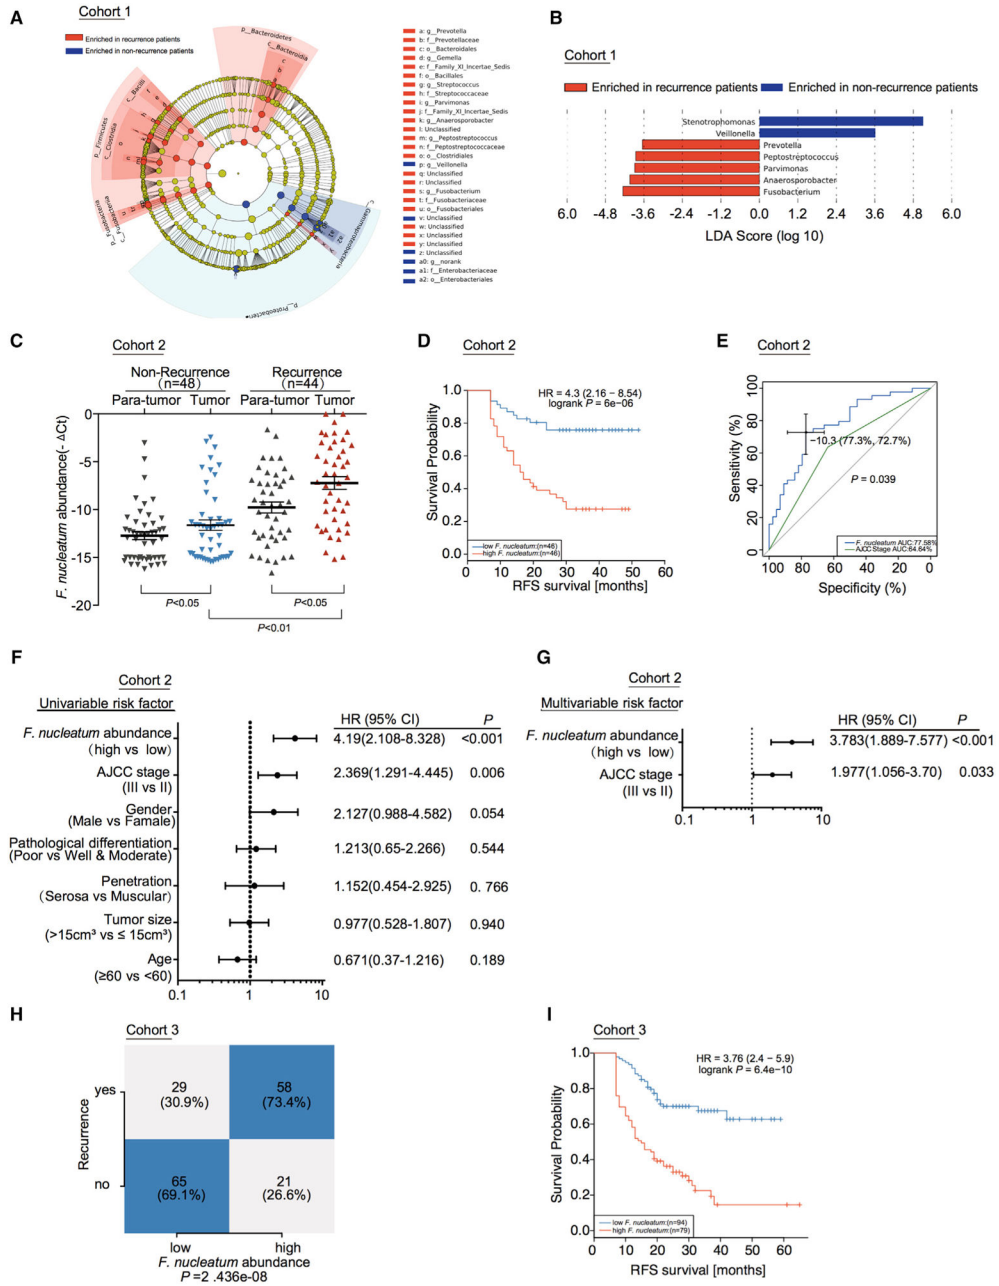 A
Cohort 1
Enriched in recurrence patients
Enriched in non-recurrence patients
p__Bacteroidetes
c__Bacteroidia
c__Bacilli
p__Firmicutes
c__Clostridia
p__Fusobacteria
c__Fusobacteria
c__Gammaproteobacteria
p__Proteobacteri
a: g__Prevotella
b: f__Prevotellaceae
c: o__Bacteroidales
d: g__Gemella
e: f__Family_XI_Incertae_Sedis
f: o__Bacillales
g: g__Streptococcus
h: f__Streptococcaceae
i: g__Parvimonas
j: f__Family_XI_Incertae_Sedis
k: g__Anaerosporobacter
l: Unclassified
m: g__Peptostreptococcus
n: f__Peptostreptococcaceae
o: o__Clostridiales
p: g__Veillonella
q: Unclassified
r: Unclassified
s: g__Fusobacterium
t: f__Fusobacteriaceae
u: o__Fusobacteriales
v: Unclassified
w: Unclassified
x: Unclassified
y: Unclassified
z: Unclassified
a0: g__norank
a1: f__Enterobacteriaceae
a2: o__Enterobacteriales
B
Cohort 1
Enriched in recurrence patients
Enriched in non-recurrence patients
Stenotrophomonas
Veillonella
Prevotella
Peptostreptococcus
Parvimonas
Anaerosporobacter
Fusobacterium
6.0 -4.8 -3.6 -2.4 -1.2 0.0 1.2 2.4 3.6 4.8 6.0
LDA Score (log 10)
C
Cohort 2
Non-Recurrence Recurrence
(n=48) (n=44)
Para-tumor Tumor Para-tumor Tumor
F. nucleatum abundance(- ΔCt)
0
-5
-10
-15
-20
P<0.05 P<0.05
P<0.01
D
Cohort 2
HR = 4.3 (2.16 − 8.54)
logrank P = 6e−06
Survival Probability
1.0
0.8
0.6
0.4
0.2
0.0
low F. nucleatum:(n=46)
high F. nucleatum:(n=46)
0 10 20 30 40 50 60
RFS survival [months]
E
Cohort 2
Sensitivity (%)
100
80
60
40
20
0
−10.3 (77.3%, 72.7%)
P = 0.039
F. nucleatum AUC:77.58%
AJCC Stage AUC:64.64%
100 80 60 40 20 0
Specificity (%)
F
Cohort 2
Univariable risk factor
HR (95% CI) P
F. nucleatum abundance
(high vs low)
4.19(2.108-8.328) <0.001
AJCC stage
(III vs II)
2.369(1.291-4.445) 0.006
Gender
(Male vs Famale)
2.127(0.988-4.582) 0.054
Pathological differentiation
(Poor vs Well & Moderate)
1.213(0.65-2.266) 0.544
Penetration
(Serosa vs Muscular)
1.152(0.454-2.925) 0. 766
Tumor size
(>15cm³ vs ≤ 15cm³)
0.977(0.528-1.807) 0.940
Age
(≥60 vs <60)
0.671(0.37-1.216) 0.189
0.1 1 10
G
Cohort 2
Multivariable risk factor
HR (95% CI) P
F. nucleatum abundance
(high vs low)
3.783(1.889-7.577) <0.001
AJCC stage
(III vs II)
1.977(1.056-3.70) 0.033
0.1 1 10
H
Cohort 3
Recurrence
yes
no
29
(30.9%)
58
(73.4%)
65
(69.1%)
21
(26.6%)
low high
F. nucleatum abundance
P =2 .436e-08
I
Cohort 3
HR = 3.76 (2.4 − 5.9)
logrank P = 6.4e−10
Survival Probability
1.0
0.8
0.6
0.4
0.2
0.0
low F. nucleatum:(n=94)
high F. nucleatum:(n=79)
0 10 20 30 40 50 60
RFS survival [months]